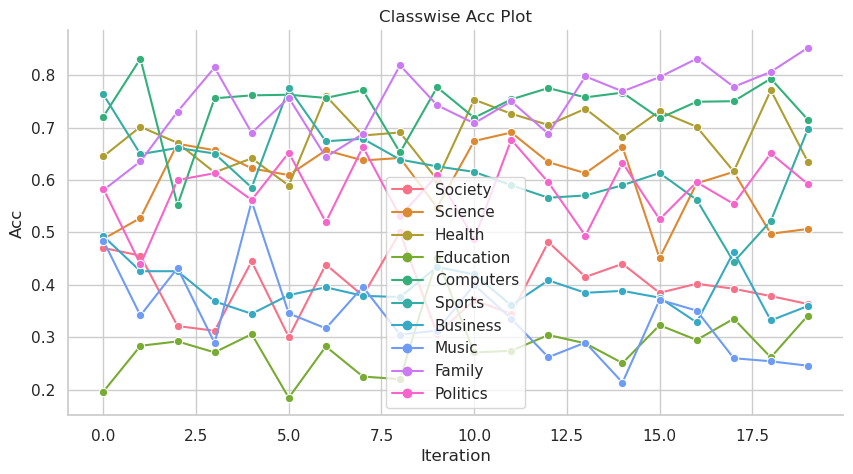 Classwise Acc Plot
0.8
0.7
0.6
0.5
0.4
0.3
0.2
Acc
Society
Science
Health
Education
Computers
Sports
Business
Music
Family
Politics
0.0 2.5 5.0 7.5 10.0 12.5 15.0 17.5
Iteration